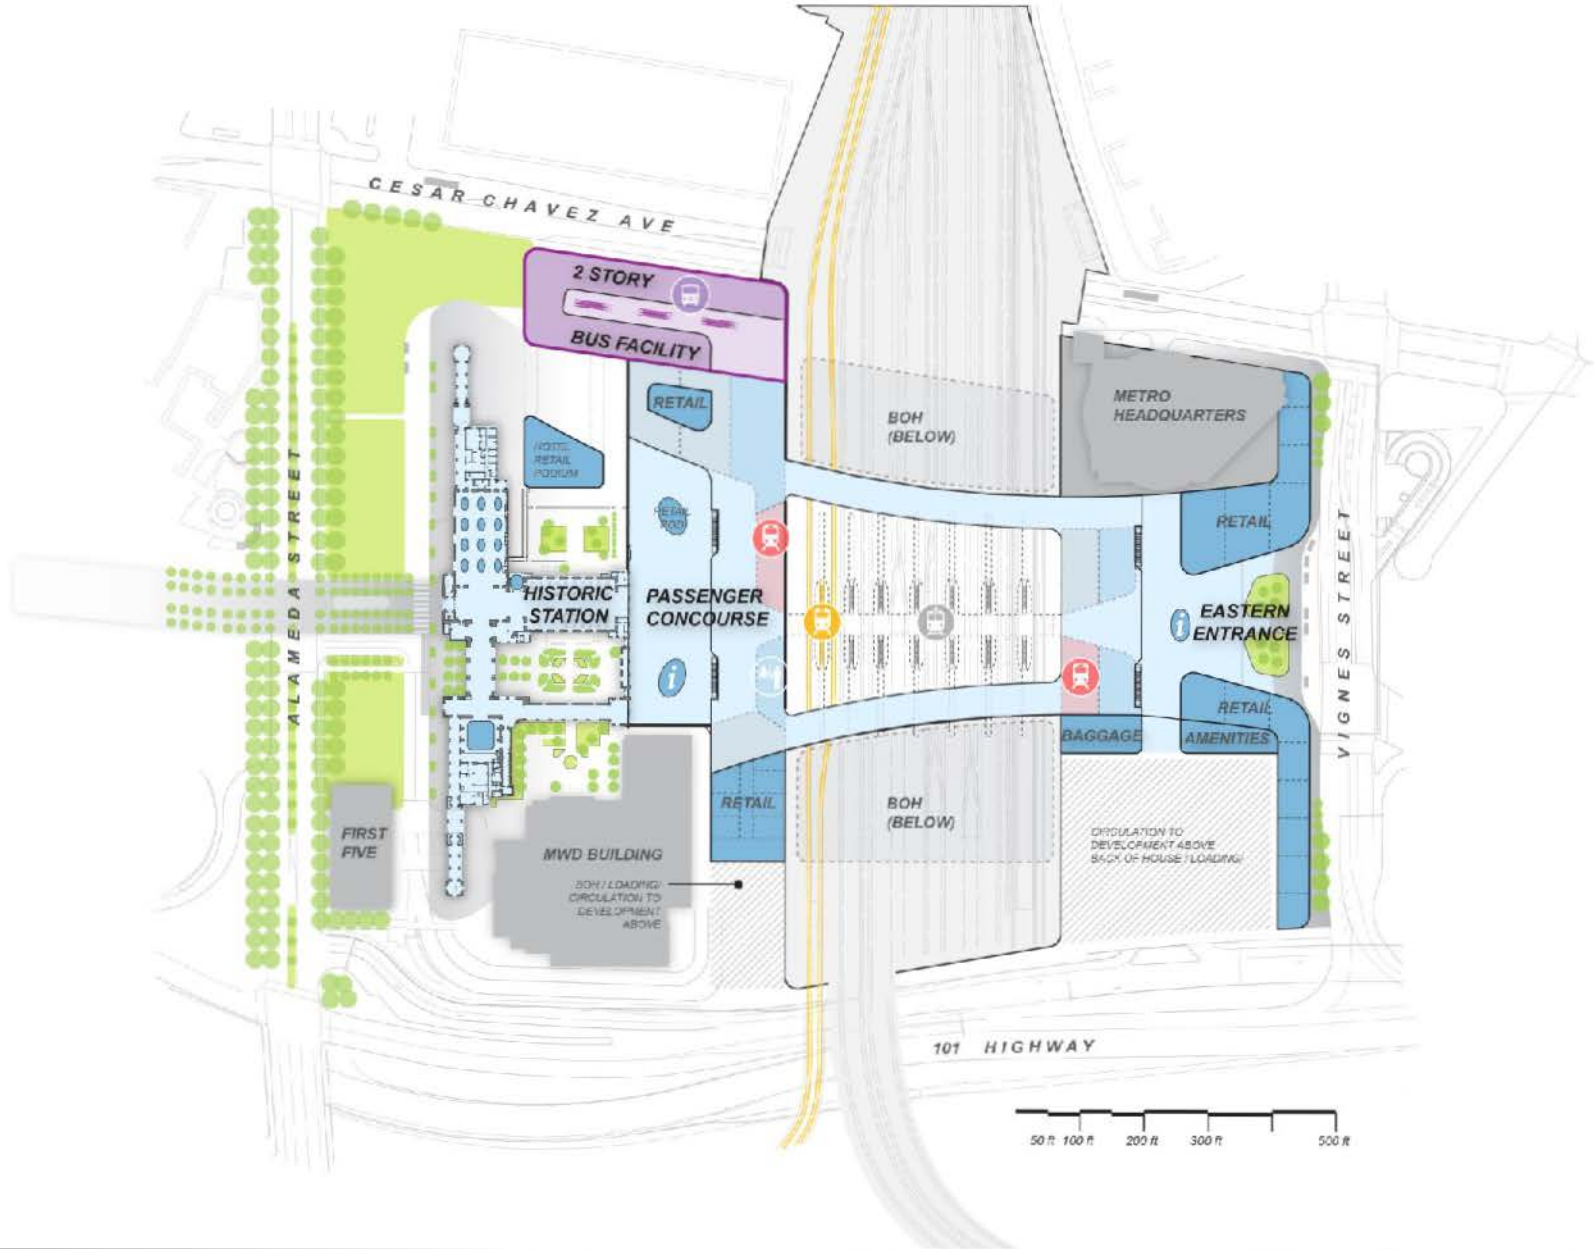 CESAR CHAVEZ AVE
2 STORY
BUS FACILITY
RETAIL
HOTEL
RETAIL
PODIUM
BOH
(BELOW)
METRO
HEADQUARTERS
ALAMEDA STREET
RETAIL
POD
RETAIL
VIGNES STREET
HISTORIC
STATION
PASSENGER
CONCOURSE
i
EASTERN
ENTRANCE
i
RETAIL
BAGGAGE
AMENITIES
RETAIL
BOH
(BELOW)
FIRST
FIVE
MWD BUILDING
BOH / LOADING/
CIRCULATION TO
DEVELOPMENT
ABOVE
CIRCULATION TO
DEVELOPMENT ABOVE
BACK OF HOUSE / LOADING/
101 HIGHWAY
50 ft 100 ft 200 ft 300 ft 500 ft